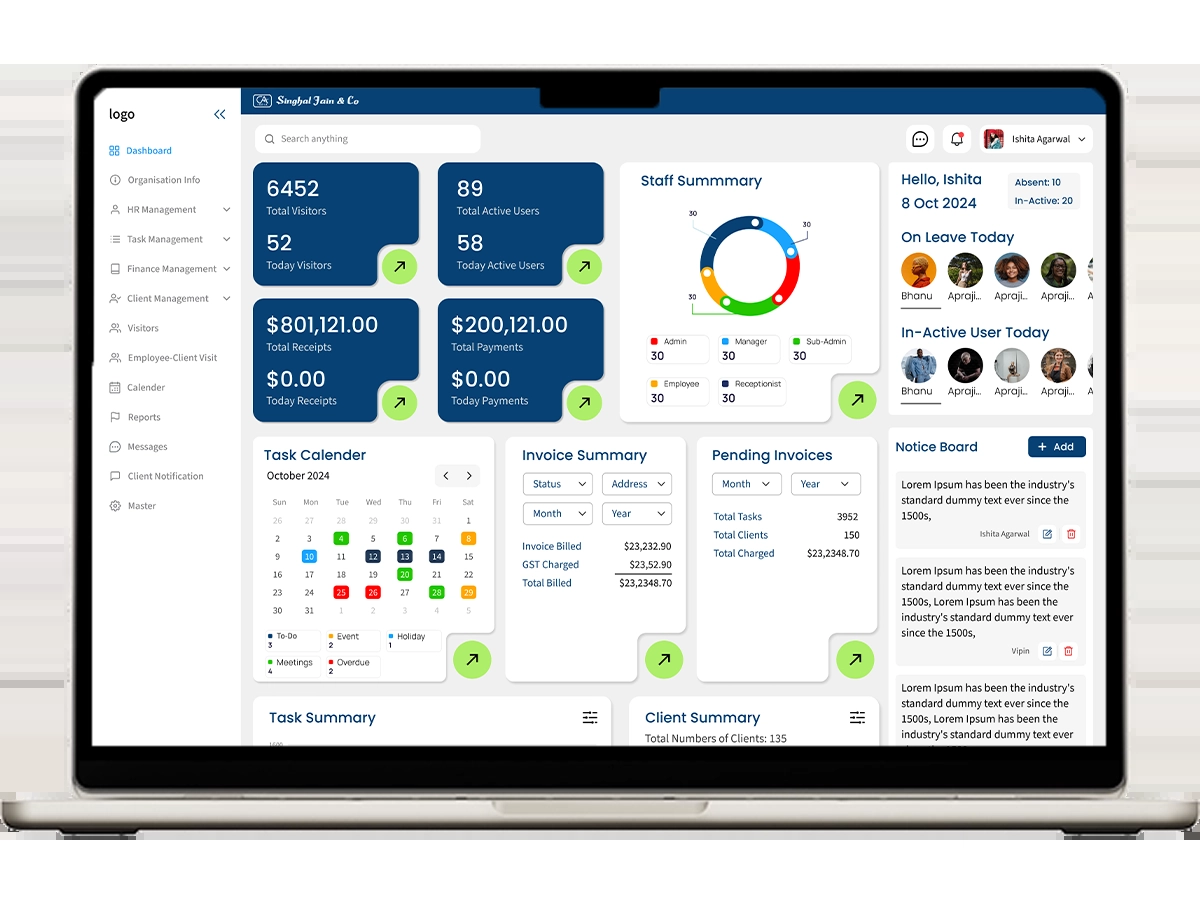 logo
Dashboard
Organisation Info
HR Management
Task Management
Finance Management
Client Management
Visitors
Employee-Client Visit
Calender
Reports
Messages
Client Notification
Master
CA Singhal Jain & Co
Search anything
Ishita Agarwal
6452
Total Visitors
52
Today Visitors
89
Total Active Users
58
Today Active Users
$801,121.00
Total Receipts
$0.00
Today Receipts
$200,121.00
Total Payments
$0.00
Today Payments
Staff Summmary
30
30
30
Admin
30
Manager
30
Sub-Admin
30
Employee
30
Receptionist
30
Hello, Ishita
8 Oct 2024
Absent: 10
In-Active: 20
On Leave Today
Bhanu Apraji... Apraji... Apraji... A
In-Active User Today
Bhanu Apraji... Apraji... Apraji... A
Task Calender
October 2024
Sun Mon Tue Wed Thu Fri Sat
26 27 28 29 30 31 1
2 3 4 5 6 7 8
9 10 11 12 13 14 15
16 17 18 19 20 21 22
23 24 25 26 27 28 29
30 31 1 2 3 4 5
To-Do
3
Event
2
Holiday
1
Meetings
4
Overdue
2
Invoice Summary
Status Address
Month Year
Invoice Billed $23,232.90
GST Charged $23,52.90
Total Billed $23,2348.70
Pending Invoices
Month Year
Total Tasks 3952
Total Clients 150
Total Charged $23,2348.70
Notice Board
+ Add
Lorem Ipsum has been the industry's
standard dummy text ever since the
1500s,
Ishita Agarwal
Lorem Ipsum has been the industry's
standard dummy text ever since the
1500s, Lorem Ipsum has been the
industry's standard dummy text ever
since the 1500s,
Vipin
Lorem Ipsum has been the industry's
standard dummy text ever since the
1500s, Lorem Ipsum has been the
industry's standard dummy text ever
Task Summary
Client Summary
Total Numbers of Clients: 135